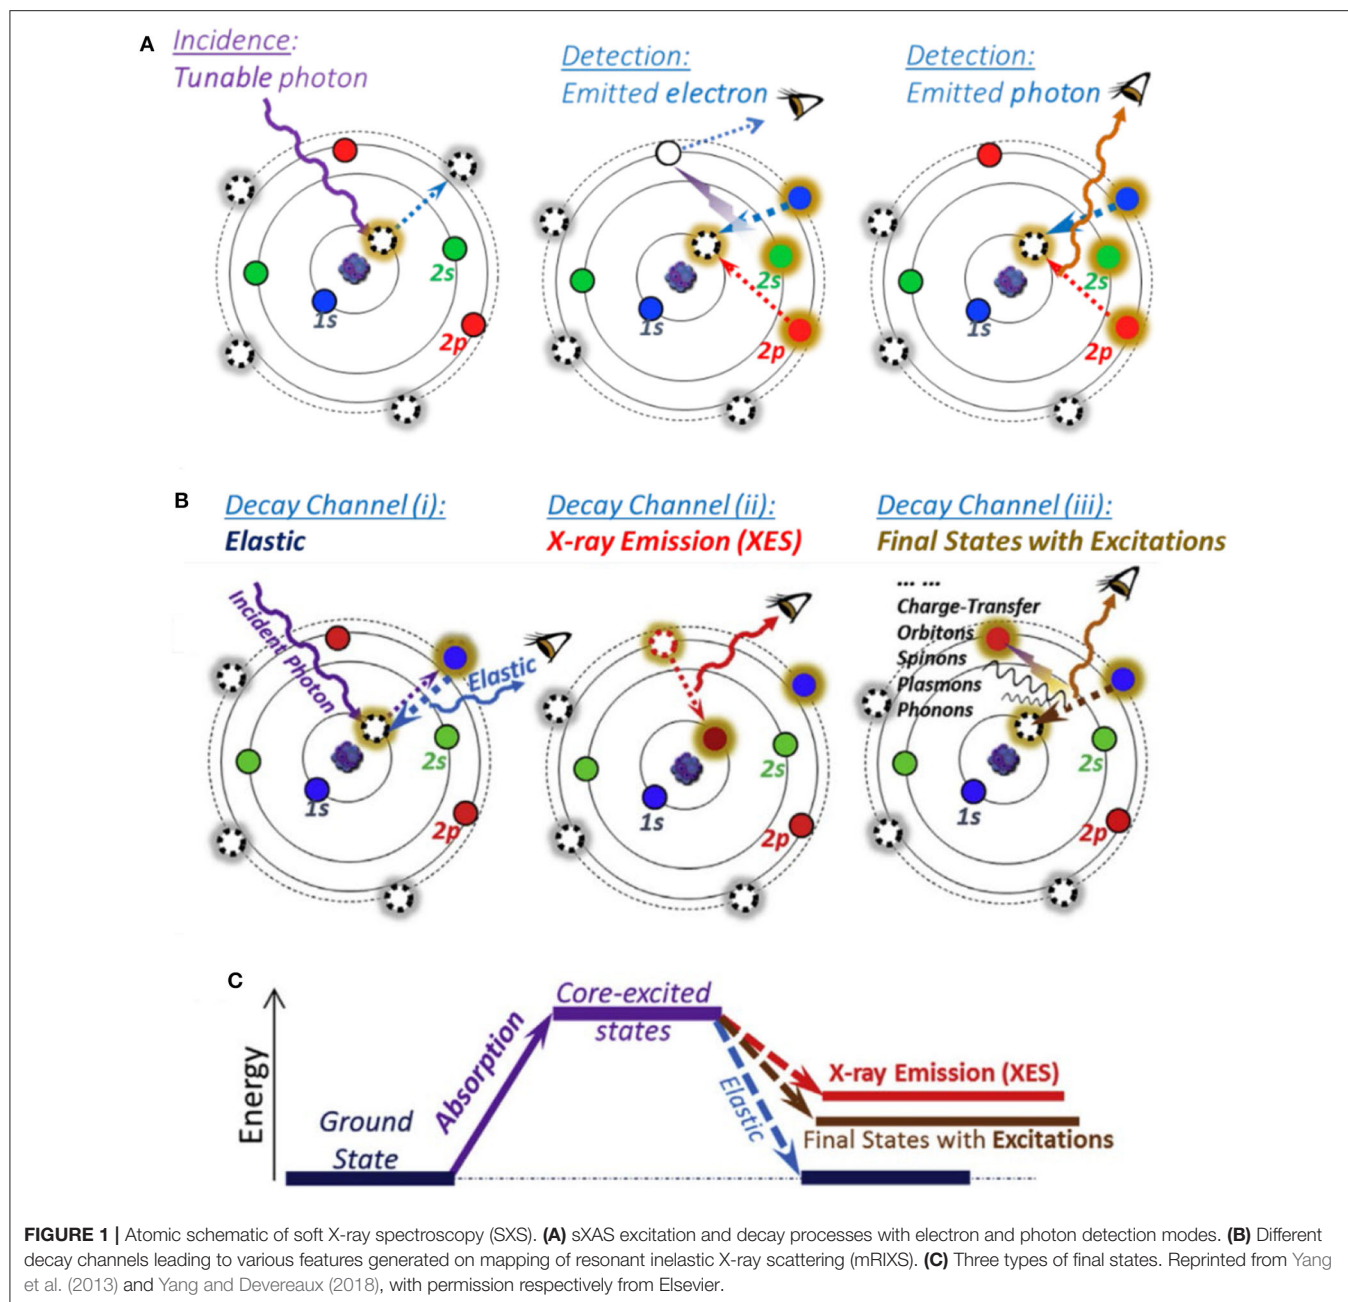 A
Incidence:
Tunable photon
Detection:
Emitted electron
Detection:
Emitted photon
2s
1s
2p
2s
1s
2p
2s
1s
2p
B
Decay Channel (i):
Elastic
Decay Channel (ii):
X-ray Emission (XES)
Decay Channel (iii):
Final States with Excitations
Incident Photon
Elastic
2s
1s
2p
2s
1s
2p
... ...
Charge-Transfer
Orbitons
Spinons
Plasmons
Phonons
2s
1s
2p
C
Energy
Ground
State
Absorption
Core-excited
states
Elastic
X-ray Emission (XES)
Final States with Excitations
FIGURE 1 | Atomic schematic of soft X-ray spectroscopy (SXS). (A) sXAS excitation and decay processes with electron and photon detection modes. (B) Different
decay channels leading to various features generated on mapping of resonant inelastic X-ray scattering (mRIXS). (C) Three types of final states. Reprinted from Yang
et al. (2013) and Yang and Devereaux (2018), with permission respectively from Elsevier.